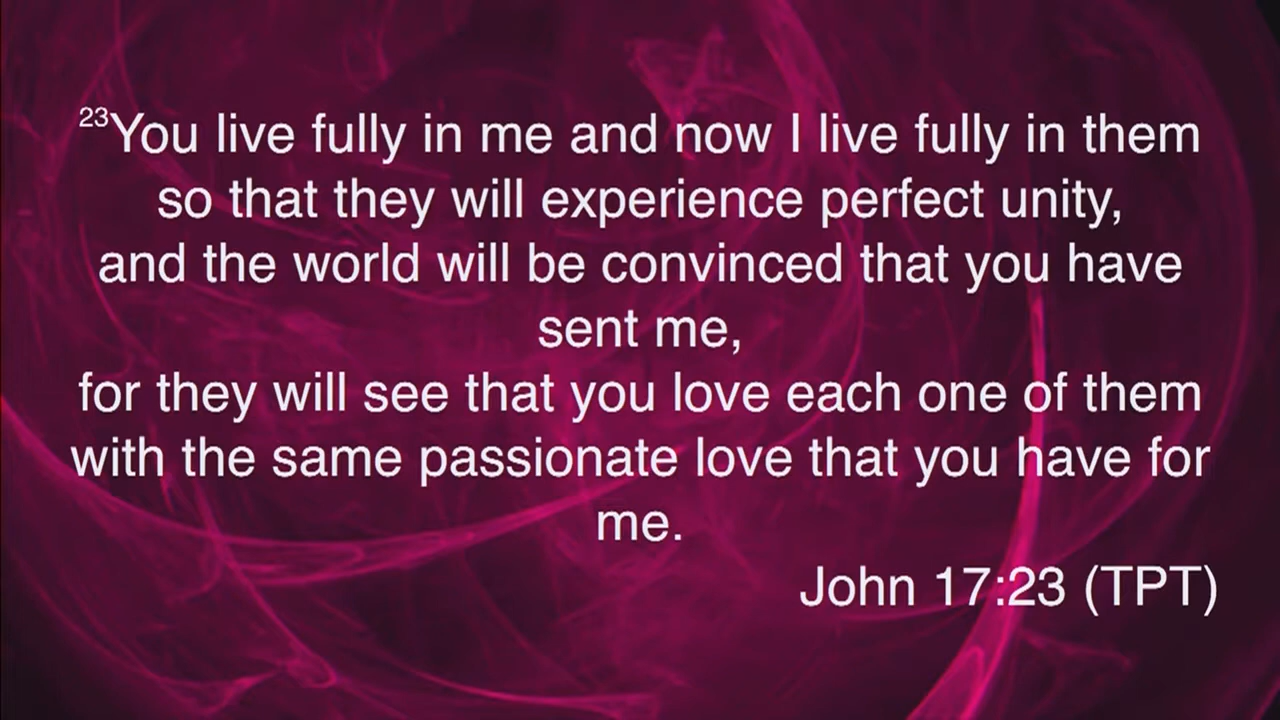 23You live fully in me and now I live fully in them
so that they will experience perfect unity,
and the world will be convinced that you have
sent me,
for they will see that you love each one of them
with the same passionate love that you have for
me.
John 17:23 (TPT)